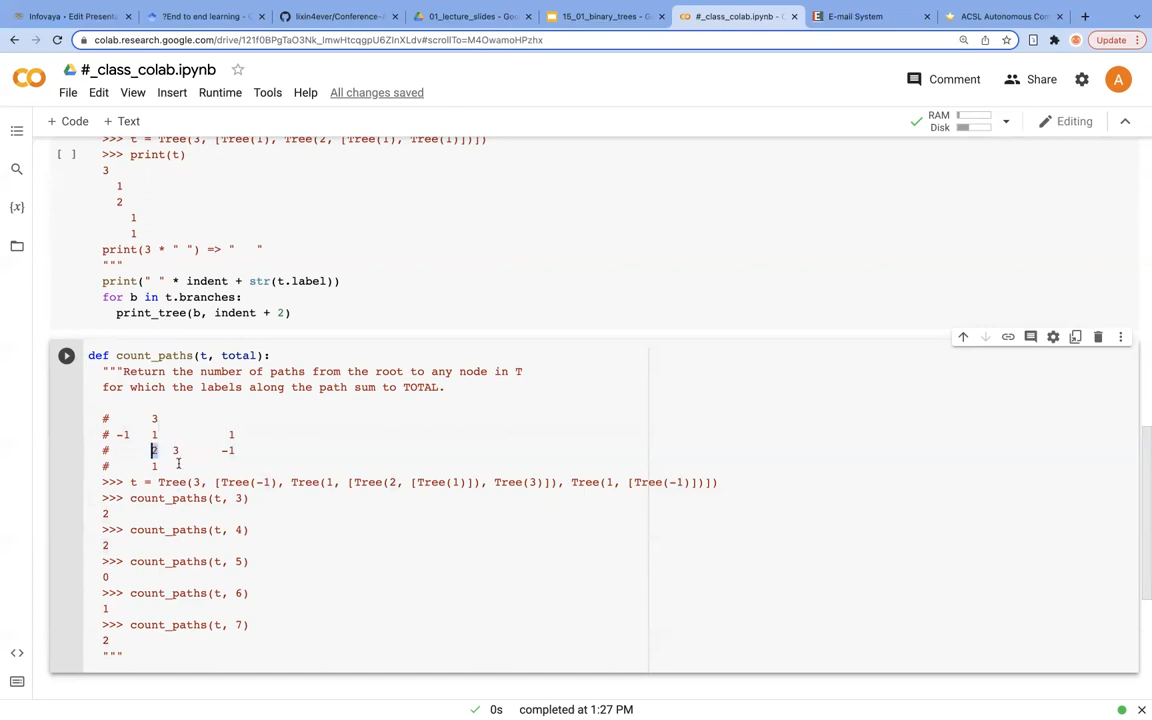 Infovaya - Edit Presenta
?End to end learning -
lixin4ever/Conference-
01_lecture_slides - Go
15_01_binary_trees - Go
#_class_colab.ipynb -
E-mail System
ACSL Autonomous Con
colab.research.google.com/drive/121f0BPgTaO3Nk_ImwHtcqgpU6ZInXLdv#scrollTo=M4OwamoHPzhx
Update
#_class_colab.ipynb
File Edit View Insert Runtime Tools Help All changes saved
Comment
Share
A
+ Code + Text
RAM
Disk
Editing
>>> t = Tree(3, [Tree(1), Tree(2, [Tree(1), Tree(1)])])
[ ] >>> print(t)
3
1
2
1
1
print(3 * " ") => "   "
"""
print(" " * indent + str(t.label))
for b in t.branches:
print_tree(b, indent + 2)
def count_paths(t, total):
"""Return the number of paths from the root to any node in T
for which the labels along the path sum to TOTAL.
# 3
# -1 1 1
# 2 3 -1
# 1
>>> t = Tree(3, [Tree(-1), Tree(1, [Tree(2, [Tree(1)]), Tree(3)]), Tree(1, [Tree(-1)])])
>>> count_paths(t, 3)
2
>>> count_paths(t, 4)
2
>>> count_paths(t, 5)
0
>>> count_paths(t, 6)
1
>>> count_paths(t, 7)
2
"""
{x}
0s completed at 1:27 PM